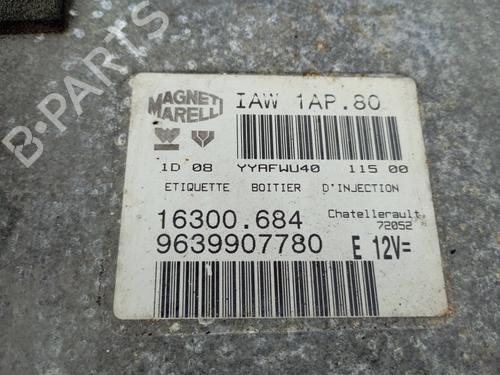 B-PARTS
MAGNETI
MARELLI
IAW 1AP.80
1D 08 YYAFWU40 115 00
ETIQUETTE BOITIER D'INJECTION
16300.684
Chatellerault
72052
9639907780
E 12V=